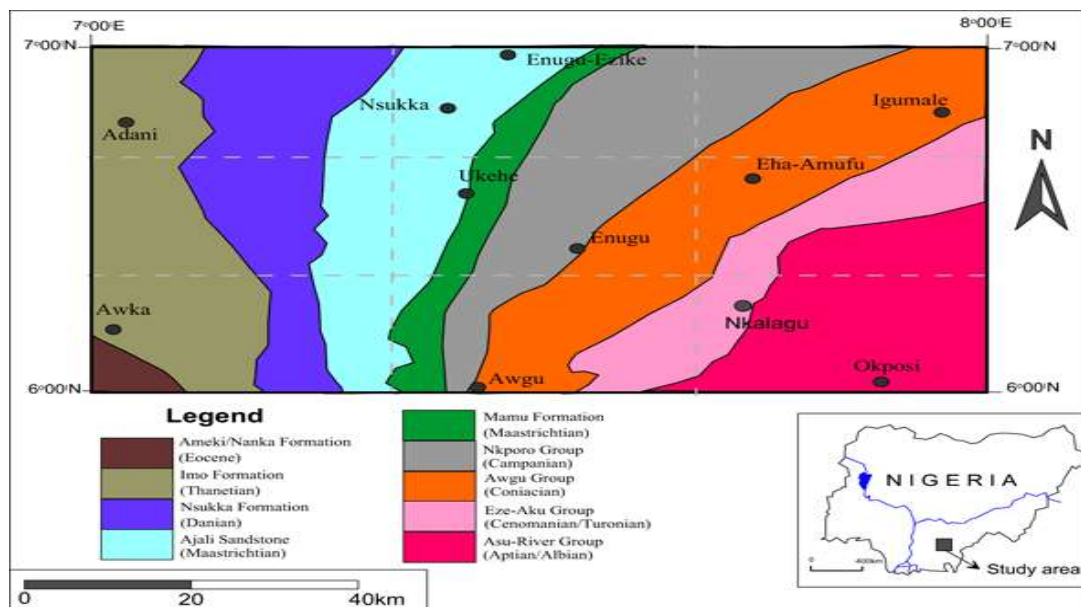 7°00'E
8°00'E
7°00'N
7°00'N
Enugu-Ezike
Nsukka
Igumale
Adani
Ukehe
Eha-Amufu
N
Enugu
Awka
Nkalagu
Okposi
Awgu
6°00'N
6°00'N
Legend
Ameki/Nanka Formation
(Eocene)
Imo Formation
(Thanetian)
Nsukka Formation
(Danian)
Ajali Sandstone
(Maastrichtian)
Mamu Formation
(Maastrichtian)
Nkporo Group
(Campanian)
Awgu Group
(Coniacian)
Eze-Aku Group
(Cenomanian/Turonian)
Asu-River Group
(Aptian/Albian)
NIGERIA
0
400km
Study area
0
20
40km